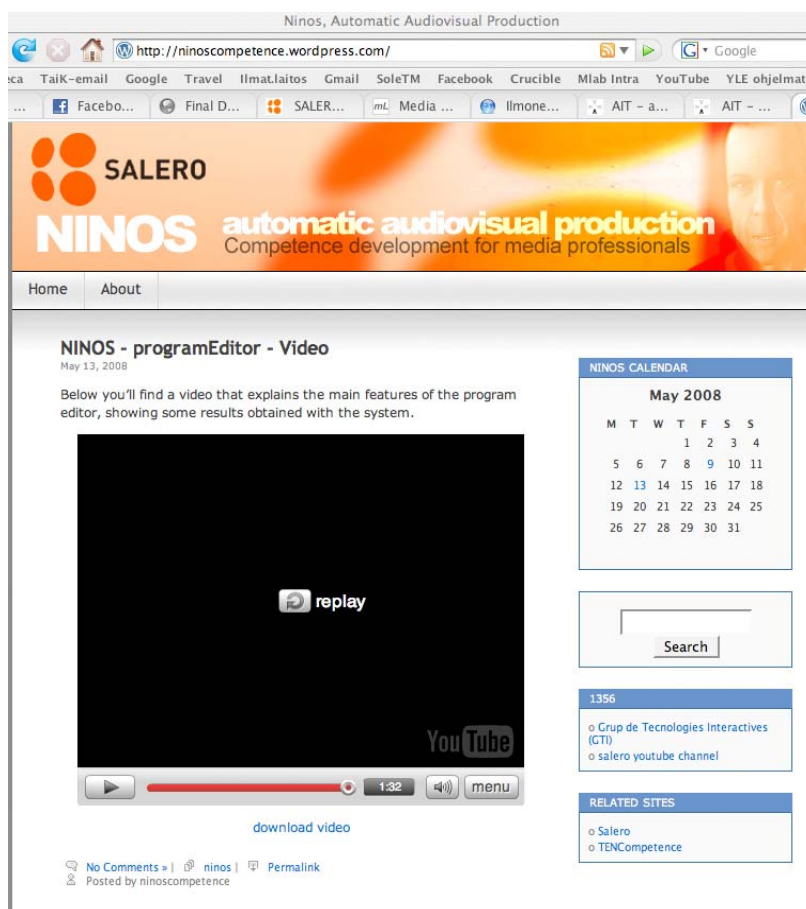 Ninos, Automatic Audiovisual Production
http://ninoscompetence.wordpress.com/
G Google
eca TaiK-email Google Travel Ilmat.laitos Gmail SoleTM Facebook Crucible Mlab Intra YouTube YLE ohjelmat
... Facebo... Final D... SALER... mL Media ... Ilmone... AIT - a... AIT - ...
SALERO
NINOS automatic audiovisual production
Competence development for media professionals
Home About
NINOS - programEditor - Video
May 13, 2008
Below you'll find a video that explains the main features of the program
editor, showing some results obtained with the system.
replay
YouTube
1:32 menu
download video
No Comments » | ninos | Permalink
Posted by ninoscompetence
NINOS CALENDAR
May 2008
M T W T F S S
1 2 3 4
5 6 7 8 9 10 11
12 13 14 15 16 17 18
19 20 21 22 23 24 25
26 27 28 29 30 31
Search
1356
o Grup de Tecnologies Interactives
(GTI)
o salero youtube channel
RELATED SITES
o Salero
o TENCompetence